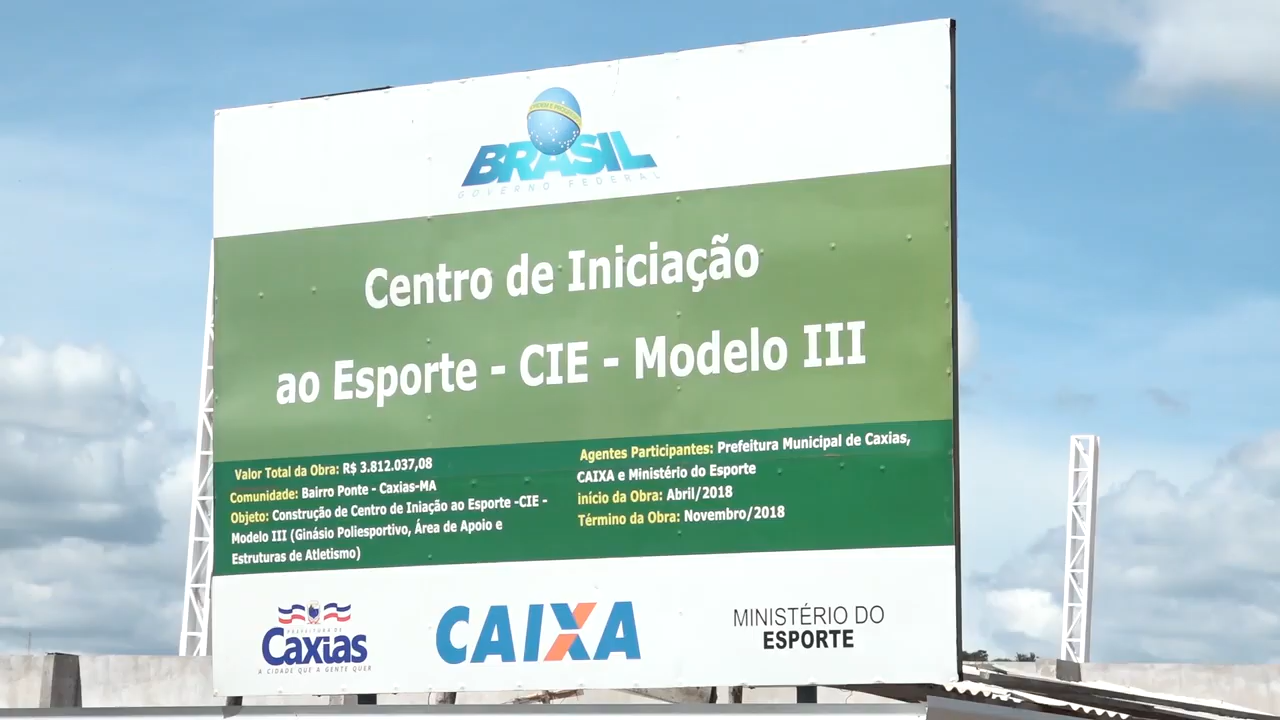 BRASIL
GOVERNO FEDERAL
Centro de Iniciação
ao Esporte - CIE - Modelo III
Valor Total da Obra: R$ 3.812.037,08
Comunidade: Bairro Ponte - Caxias-MA
Objeto: Construção de Centro de Iniação ao Esporte -CIE -
Modelo III (Ginásio Poliesportivo, Área de Apoio e
Estruturas de Atletismo)
Agentes Participantes: Prefeitura Municipal de Caxias,
CAIXA e Ministério do Esporte
início da Obra: Abril/2018
Término da Obra: Novembro/2018
PREFEITURA DE
Caxias
A CIDADE QUE A GENTE QUER
CAIXA
MINISTÉRIO DO
ESPORTE